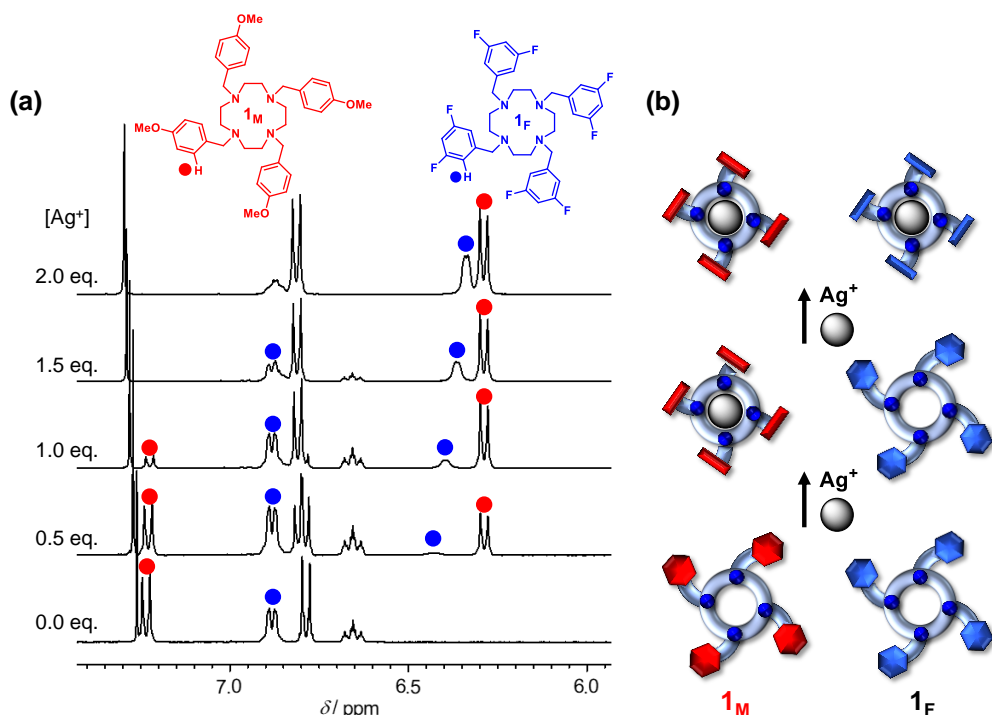 (a)
OMe
OMe
MeO
OMe
N
N
N
N
1M
H
F
F
F
F
F
F
F
F
N
N
N
N
1F
H
[Ag⁺]
2.0 eq.
1.5 eq.
1.0 eq.
0.5 eq.
0.0 eq.
7.0
6.5
6.0
δ/ ppm
(b)
Ag⁺
Ag⁺
1M
1F